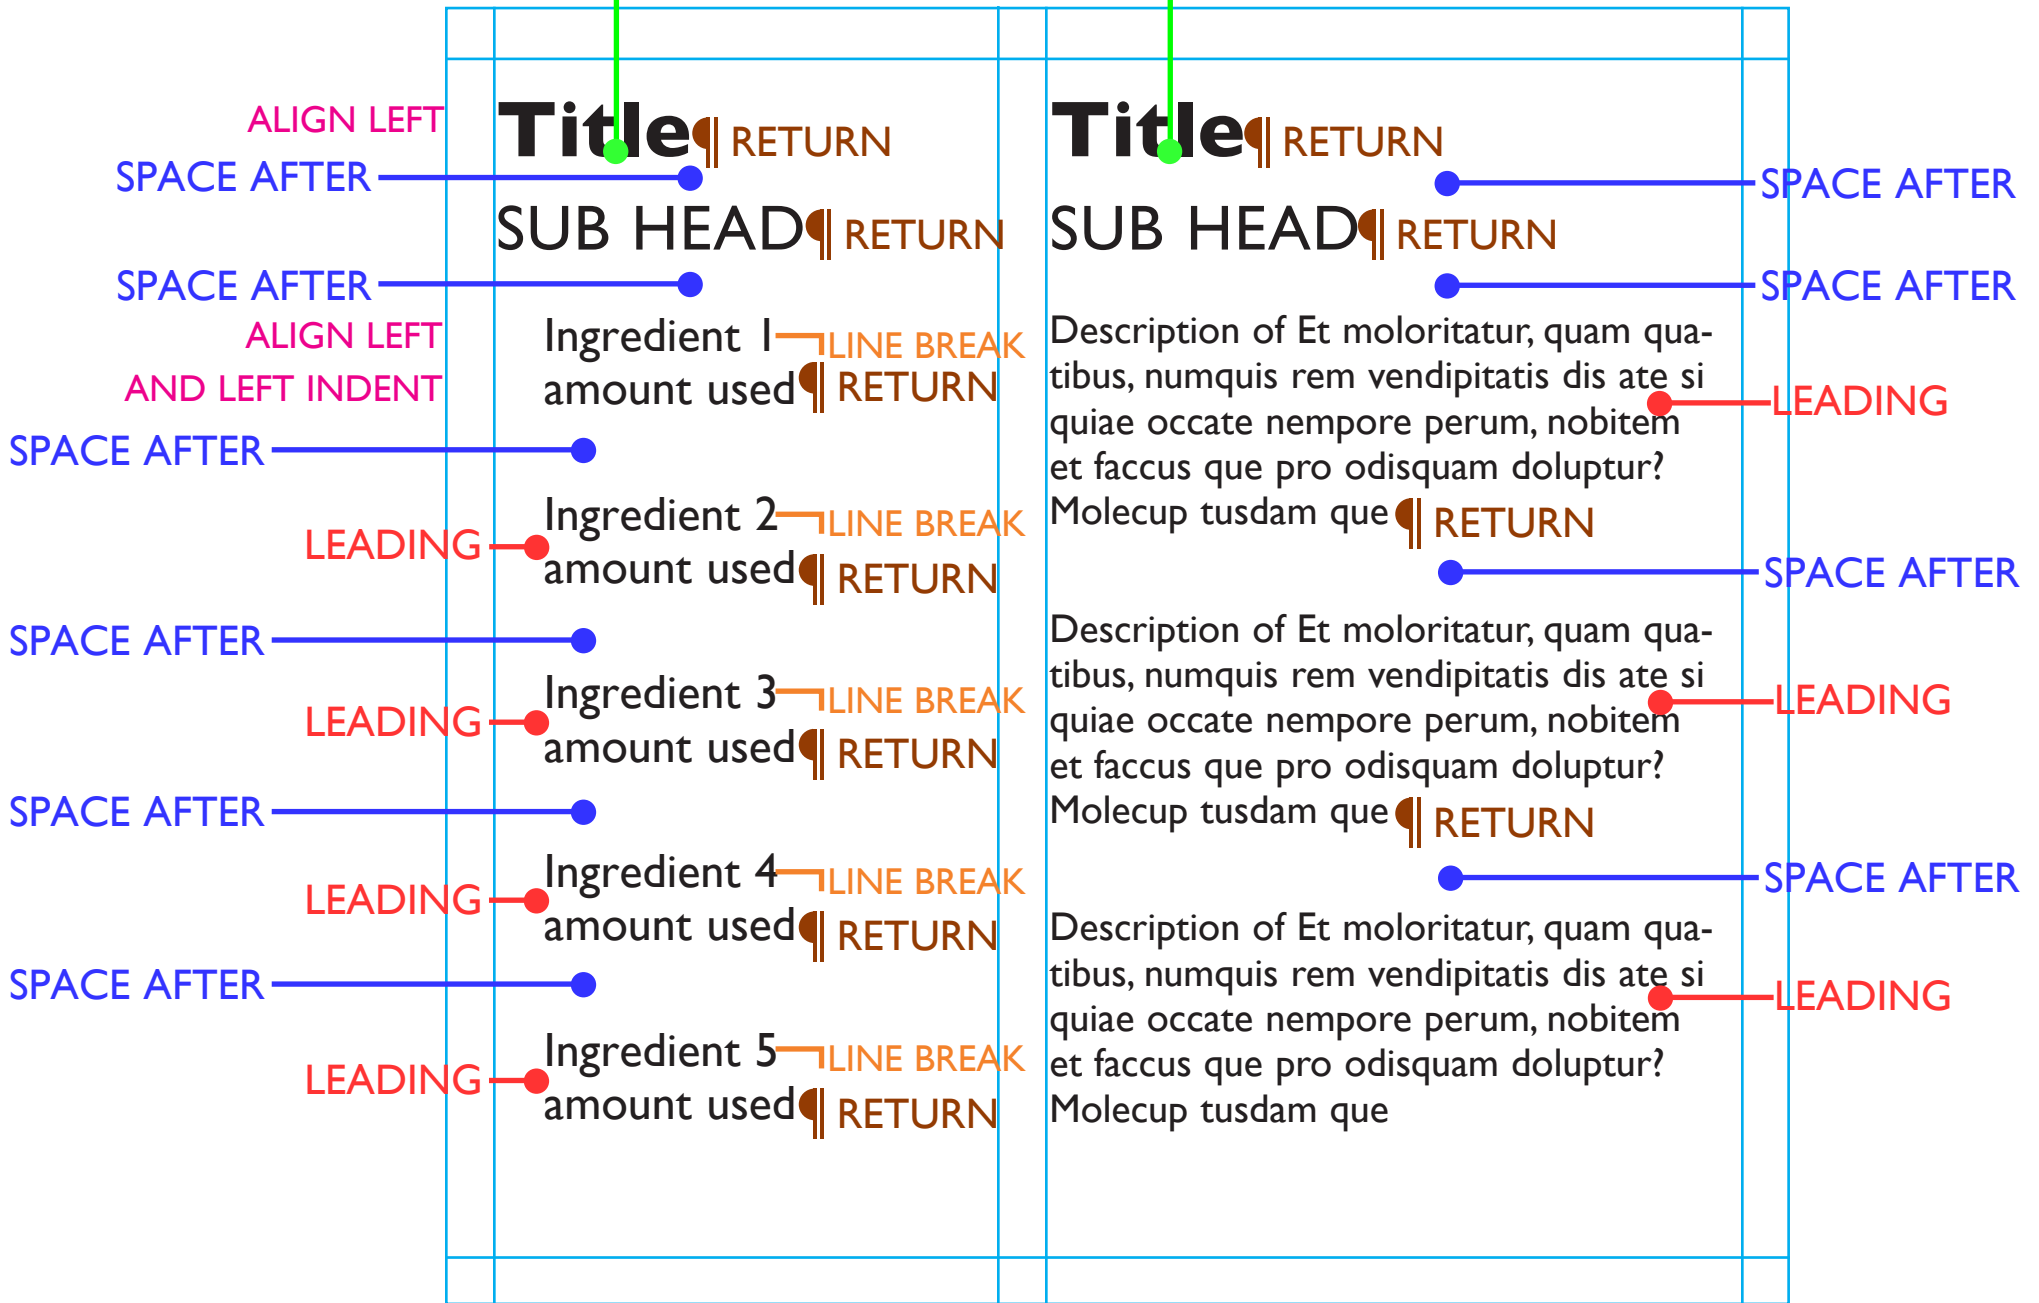 ALIGN LEFT
Title¶ RETURN
SPACE AFTER
SUB HEAD¶ RETURN
SPACE AFTER
ALIGN LEFT
AND LEFT INDENT
Ingredient 1 LINE BREAK
amount used¶ RETURN
SPACE AFTER
Ingredient 2 LINE BREAK
LEADING
amount used¶ RETURN
SPACE AFTER
Ingredient 3 LINE BREAK
LEADING
amount used¶ RETURN
SPACE AFTER
Ingredient 4 LINE BREAK
LEADING
amount used¶ RETURN
SPACE AFTER
Ingredient 5 LINE BREAK
LEADING
amount used¶ RETURN
Title¶ RETURN
SPACE AFTER
SUB HEAD¶ RETURN
SPACE AFTER
Description of Et moloritatur, quam qua-
tibus, numquis rem vendipitatis dis ate si
LEADING
quiae occate nempore perum, nobitem
et faccus que pro odisquam doluptur?
Molecup tusdam que ¶ RETURN
SPACE AFTER
Description of Et moloritatur, quam qua-
tibus, numquis rem vendipitatis dis ate si
LEADING
quiae occate nempore perum, nobitem
et faccus que pro odisquam doluptur?
Molecup tusdam que ¶ RETURN
SPACE AFTER
Description of Et moloritatur, quam qua-
tibus, numquis rem vendipitatis dis ate si
LEADING
quiae occate nempore perum, nobitem
et faccus que pro odisquam doluptur?
Molecup tusdam que